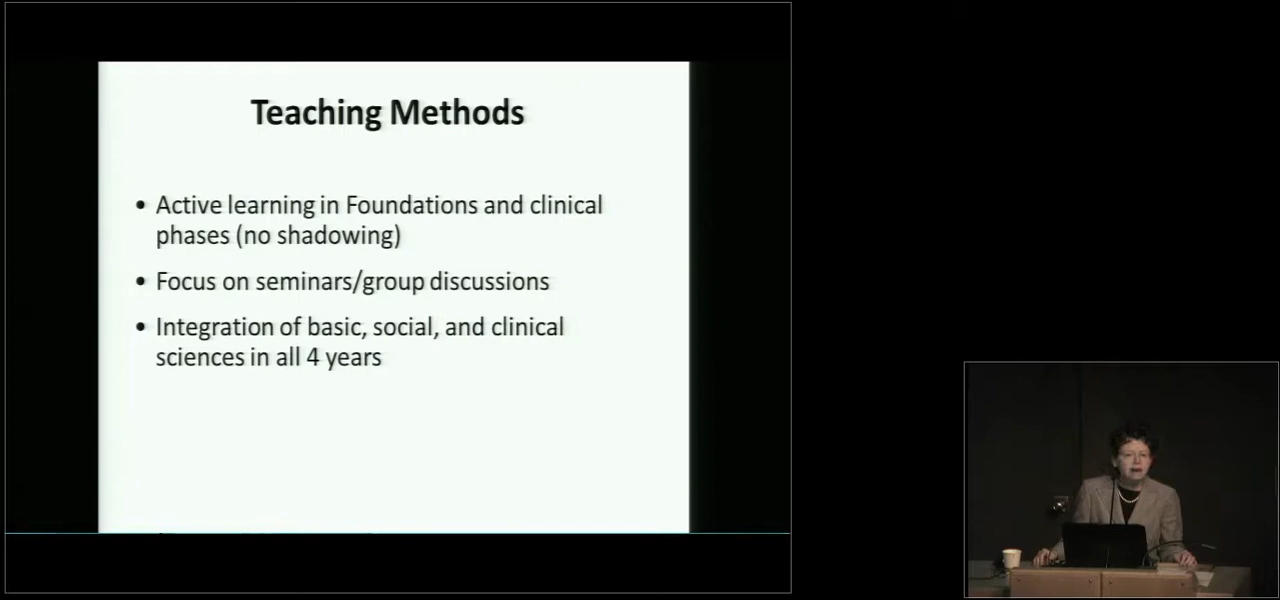 Teaching Methods
• Active learning in Foundations and clinical
phases (no shadowing)
• Focus on seminars/group discussions
• Integration of basic, social, and clinical
sciences in all 4 years